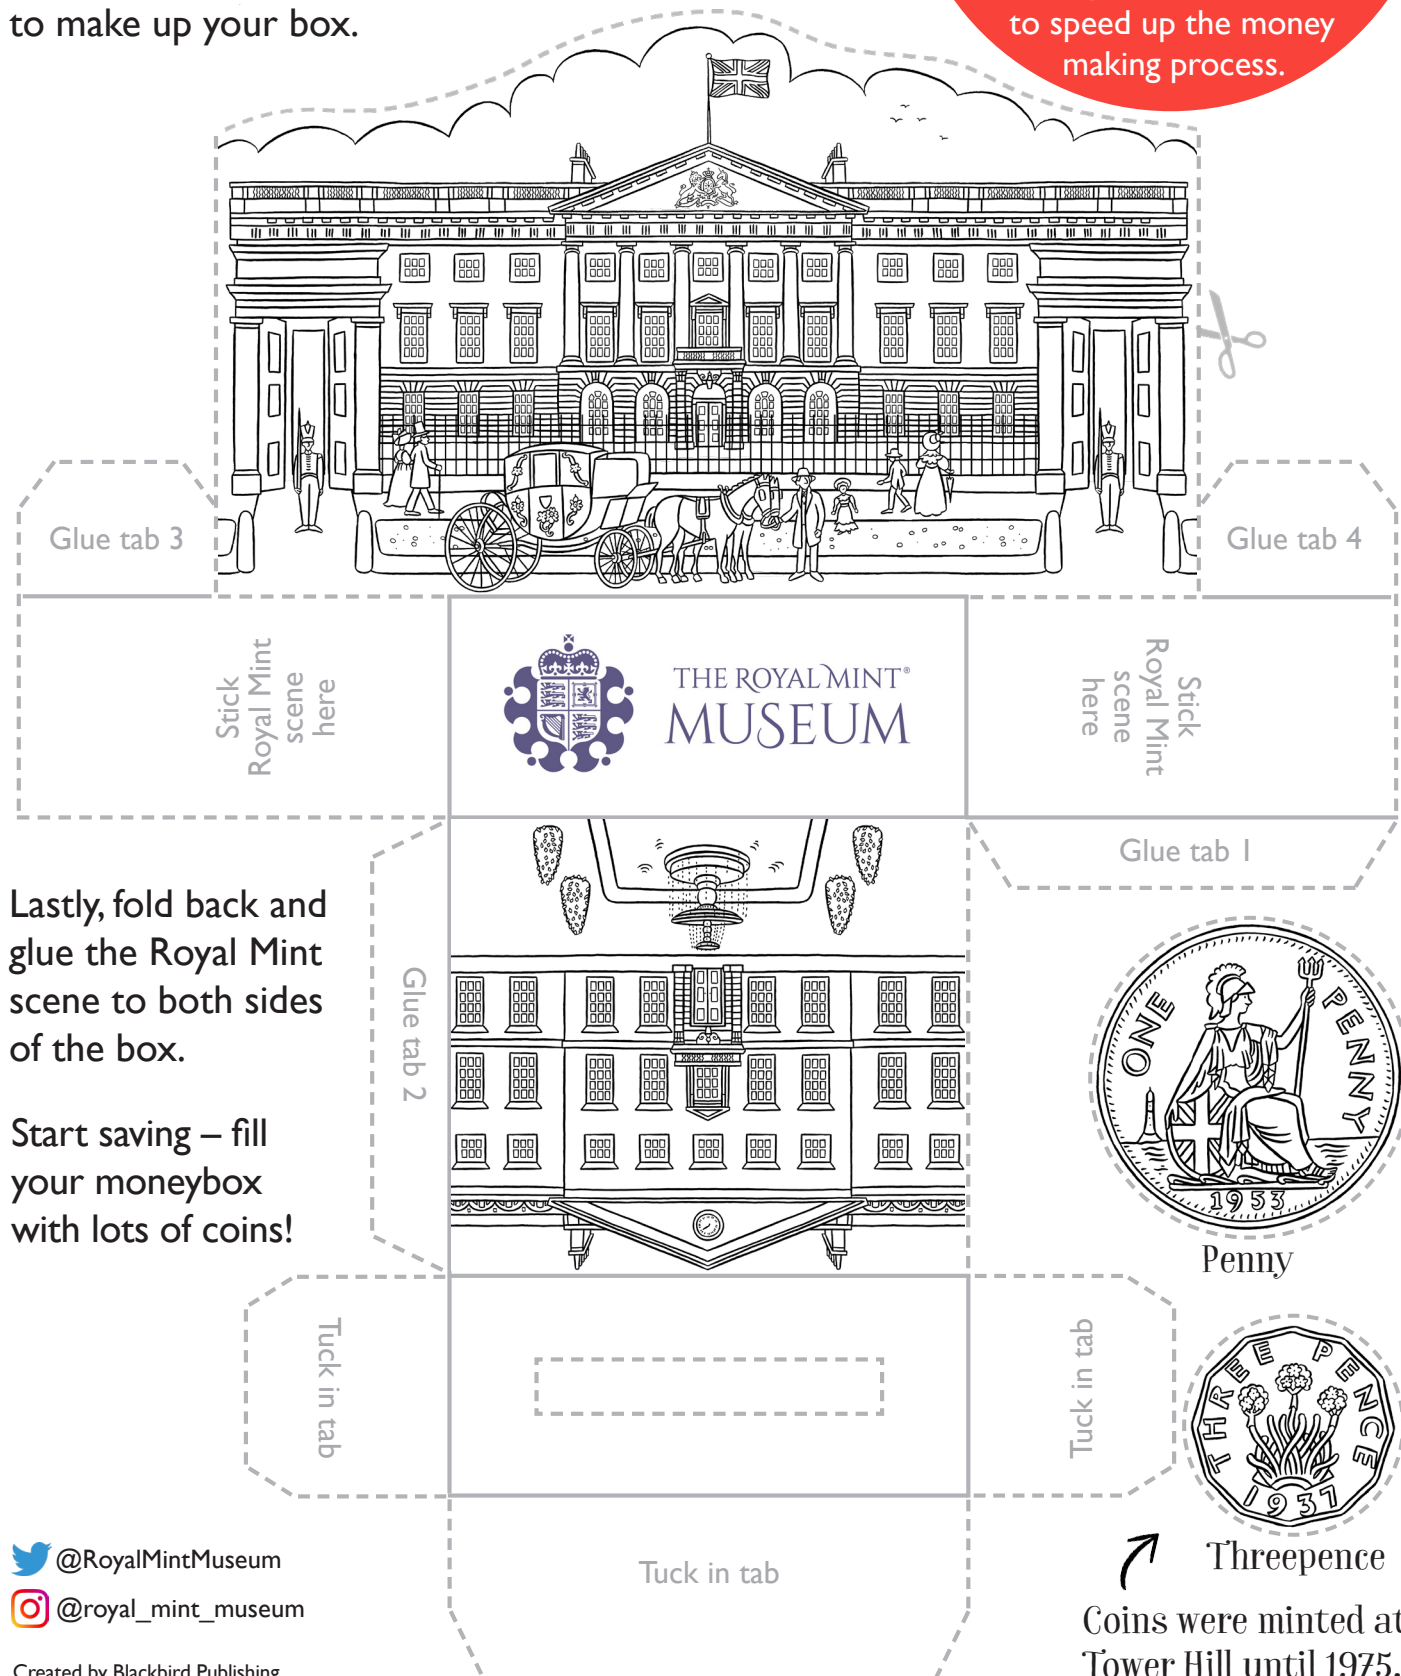 to make up your box.
to speed up the money
making process.
Glue tab 3
Glue tab 4
Stick
Royal Mint
scene
here
THE ROYAL MINT®
MUSEUM
Stick
Royal Mint
scene
here
Glue tab 1
Lastly, fold back and
glue the Royal Mint
scene to both sides
of the box.
Glue tab 2
Start saving – fill
your moneybox
with lots of coins!
ONE PENNY
1953
Penny
Tuck in tab
Tuck in tab
THREE PENCE
1937
Threepence
Tuck in tab
@RoyalMintMuseum
@royal_mint_museum
Coins were minted at
Tower Hill until 1975.
Created by Blackbird Publishing